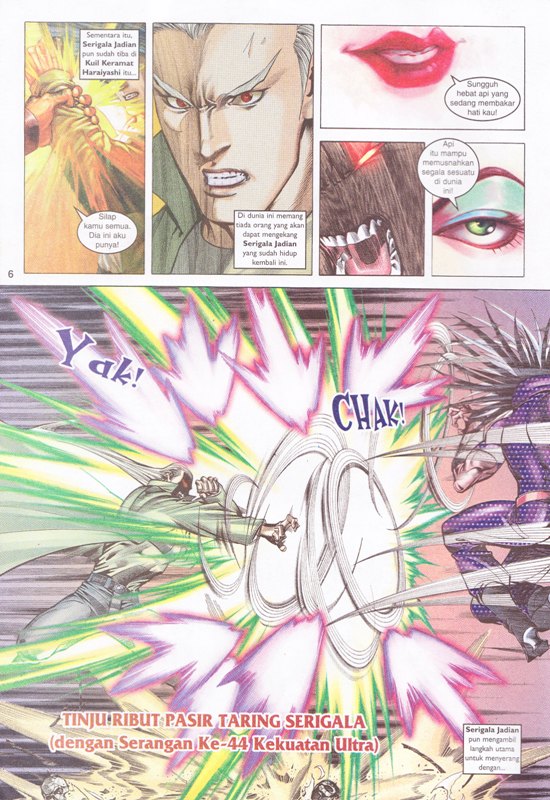 Sementara itu,
Serigala Jadian
pun sudah tiba di
Kuil Keramat
Haraiyashi itu...
Silap
kamu semua.
Dia ini aku
punya!
Di dunia ini memang
tiada orang yang akan
dapat mengekang
Serigala Jadian
yang sudah hidup
kembali ini.
Sungguh
hebat api yang
sedang membakar
hati kau!
Api
itu mampu
memusnahkan
segala sesuatu
di dunia
ini!
6
Yak!
CHAK!
TINJU RIBUT PASIR TARING SERIGALA
(dengan Serangan Ke-44 Kekuatan Ultra)
Serigala Jadian
pun mengambil
langkah utama
untuk menyerang
dengan...